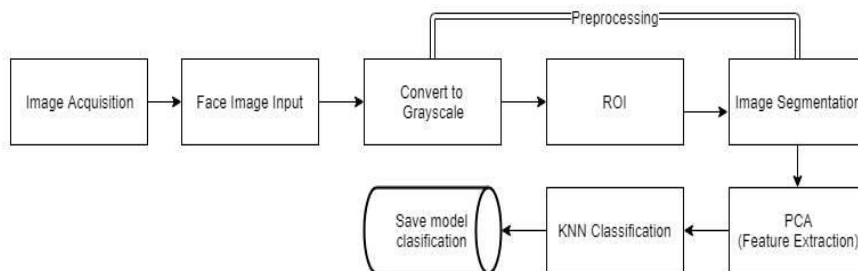 Preprocessing
Image Acquisition
Face Image Input
Convert to
Grayscale
ROI
Image Segmentation
PCA
(Feature Extraction)
KNN Classification
Save model
clasification